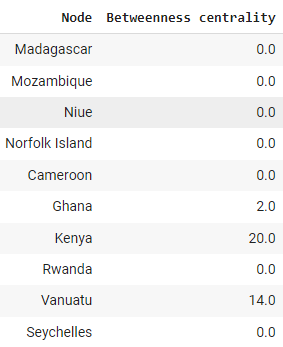 Node Betweenness centrality
Madagascar 0.0
Mozambique 0.0
Niue 0.0
Norfolk Island 0.0
Cameroon 0.0
Ghana 2.0
Kenya 20.0
Rwanda 0.0
Vanuatu 14.0
Seychelles 0.0